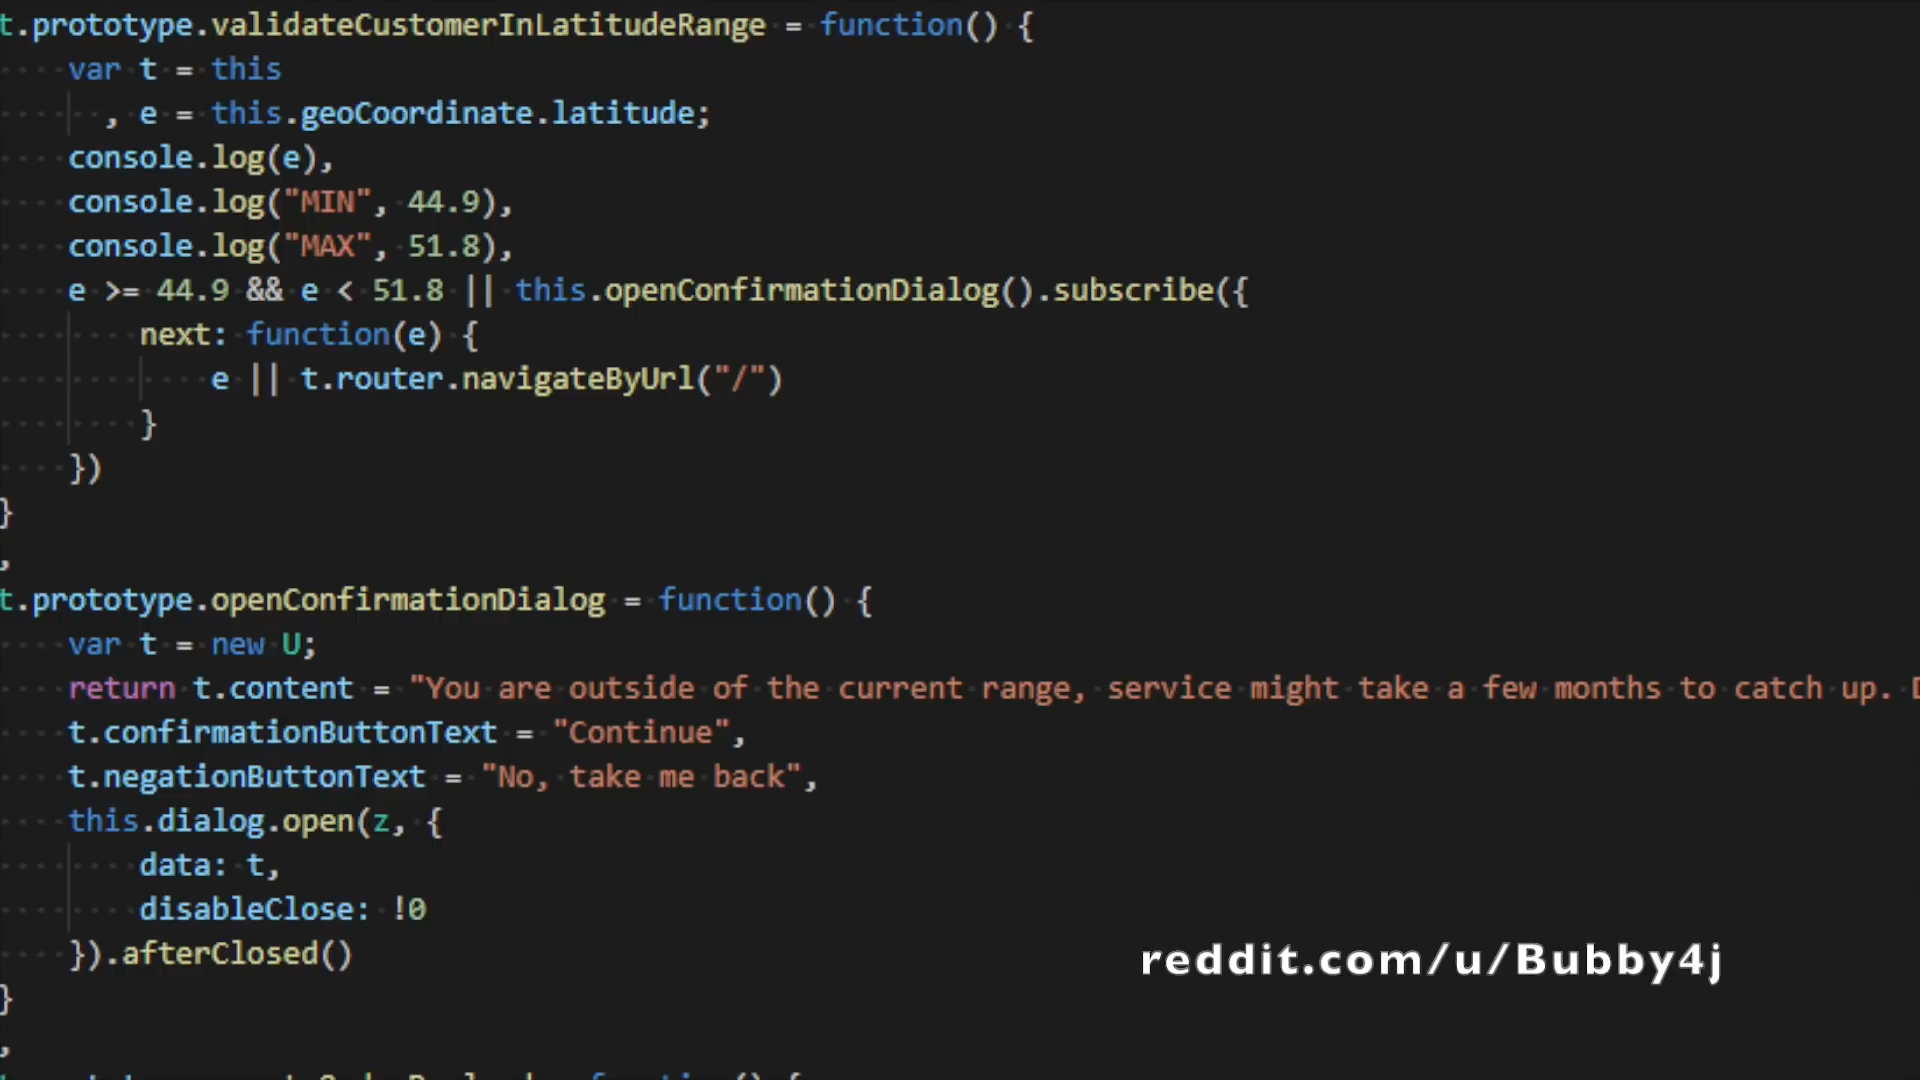 t.prototype.validateCustomerInLatitudeRange = function() {
var t = this
, e = this.geoCoordinate.latitude;
console.log(e),
console.log("MIN", 44.9),
console.log("MAX", 51.8),
e >= 44.9 && e < 51.8 || this.openConfirmationDialog().subscribe({
next: function(e) {
e || t.router.navigateByUrl("/")
}
})
}
,
t.prototype.openConfirmationDialog = function() {
var t = new U;
return t.content = "You are outside of the current range, service might take a few months to catch up.
t.confirmationButtonText = "Continue",
t.negationButtonText = "No, take me back",
this.dialog.open(z, {
data: t,
disableClose: !0
}).afterClosed()
reddit.com/u/Bubby4j
}
,